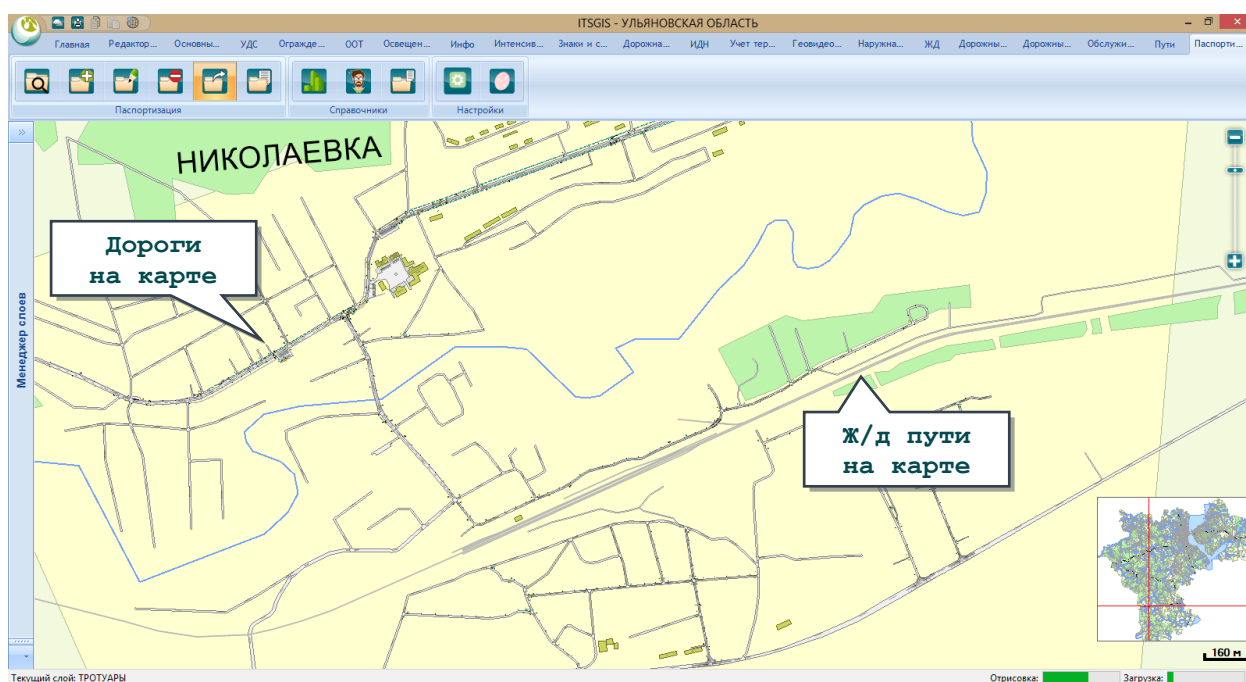 ITSGIS - УЛЬЯНОВСКАЯ ОБЛАСТЬ
Главная Редактор... Основны... УДС Огражде... ООТ Освещен... Инфо Интенсив... Знаки и с... Дорожна... ИДН Учет тер... Геовидео... Наружна... ЖД Дорожны... Дорожны... Обслужи... Пути Паспорти...
Паспортизация Справочники Настройки
НИКОЛАЕВКА
Дороги
на карте
Менеджер слоев
Ж/д пути
на карте
160 м
Текущий слой: ТРОТУАРЫ Отрисовка: Загрузка: